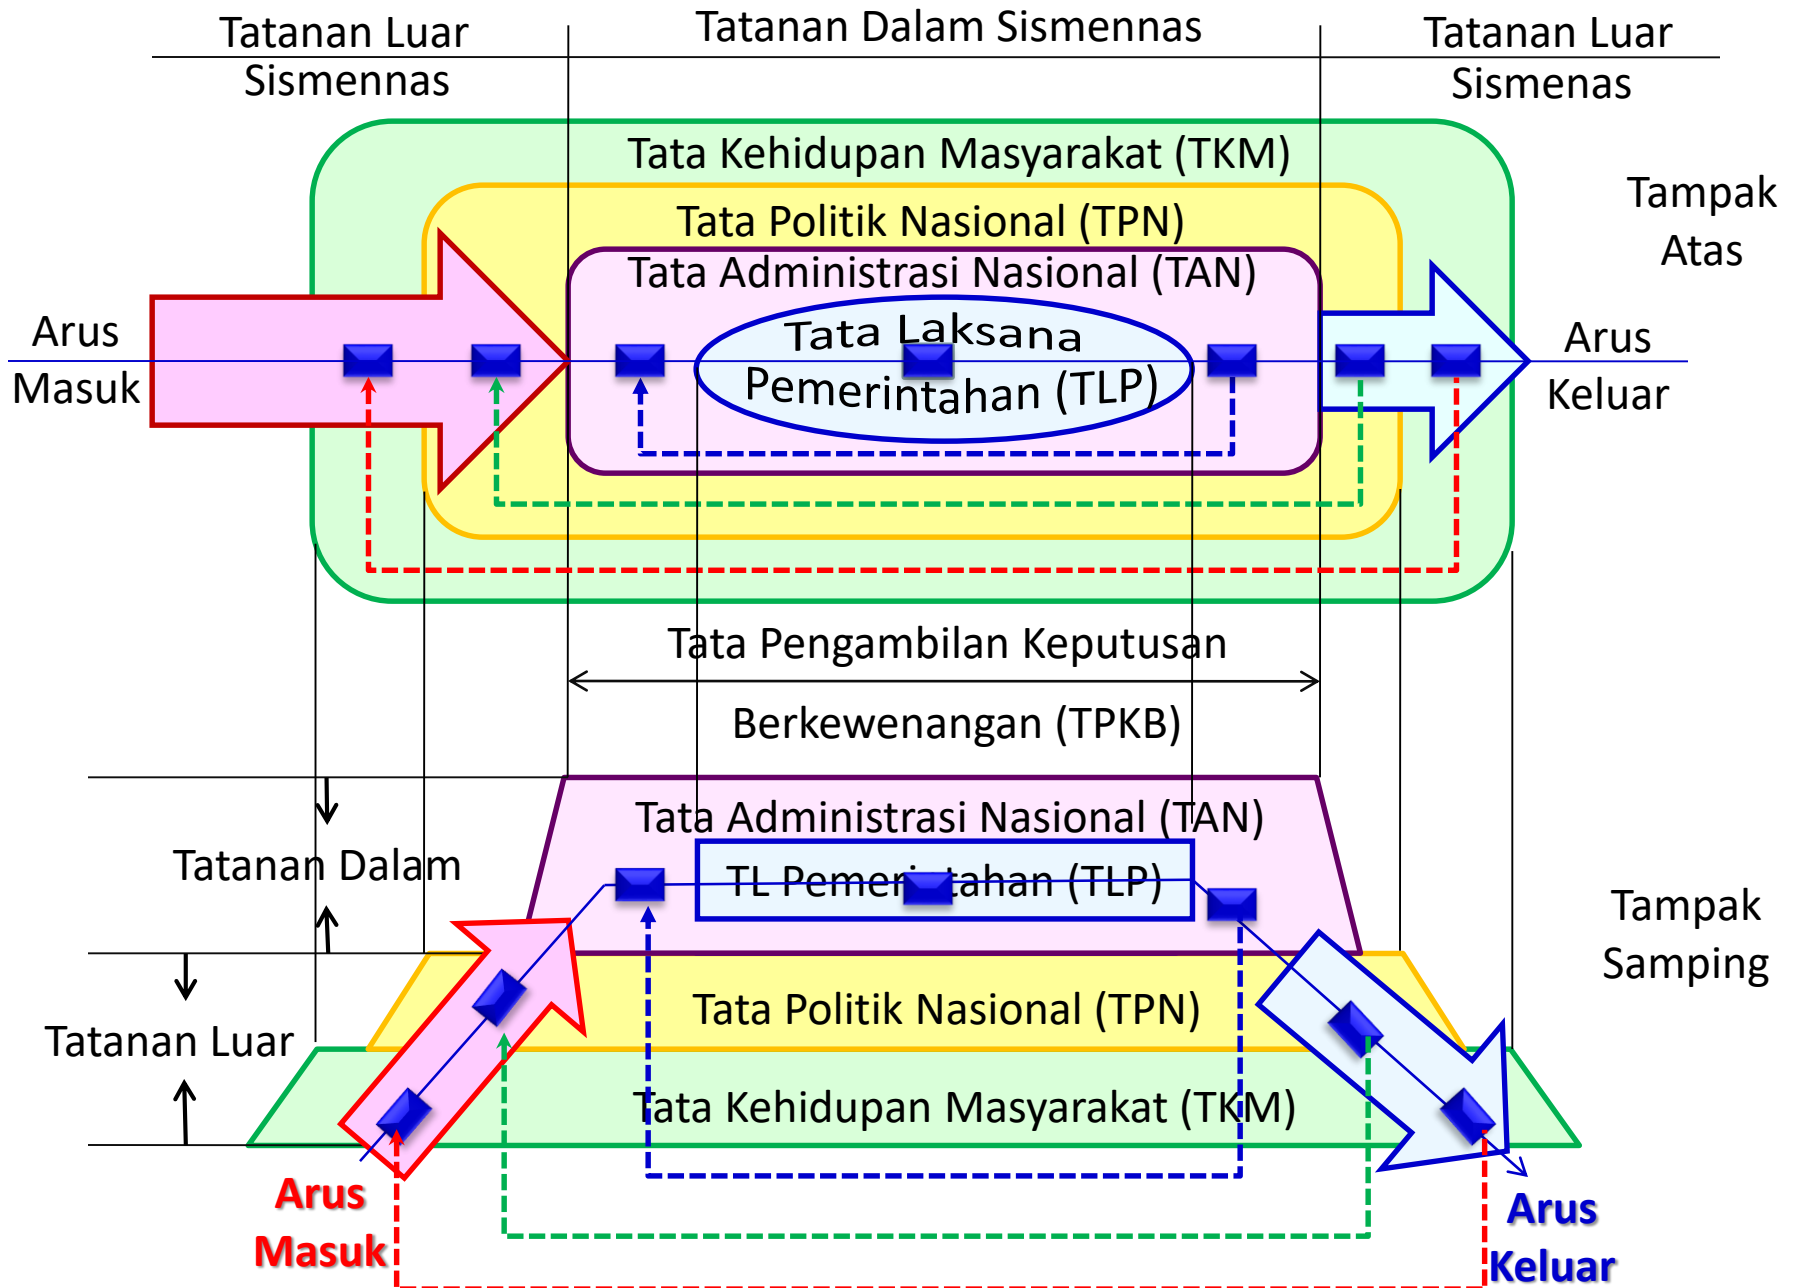 Tatanan Luar
Sismennas
Tatanan Dalam Sismennas
Tatanan Luar
Sismenas
Tata Kehidupan Masyarakat (TKM)
Tata Politik Nasional (TPN)
Tata Administrasi Nasional (TAN)
Tata Laksana
Pemerintahan (TLP)
Tampak
Atas
Arus
Masuk
Arus
Keluar
Tata Pengambilan Keputusan
Berkewenangan (TPKB)
Tata Administrasi Nasional (TAN)
TL Pemerintahan (TLP)
Tatanan Dalam
Tampak
Samping
Tata Politik Nasional (TPN)
Tatanan Luar
Tata Kehidupan Masyarakat (TKM)
Arus
Masuk
Arus
Keluar